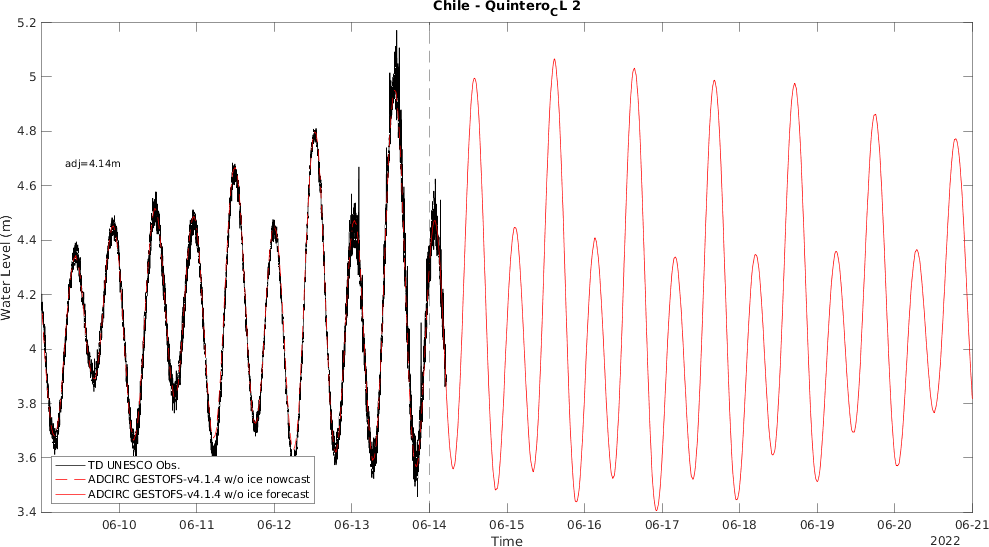 Chile - QuinteroCL 2
5.2
5
4.8
4.6
4.4
4.2
4
3.8
3.6
3.4
Water Level (m)
adj=4.14m
TD UNESCO Obs.
ADCIRC GESTOFS-v4.1.4 w/o ice nowcast
ADCIRC GESTOFS-v4.1.4 w/o ice forecast
06-10 06-11 06-12 06-13 06-14 06-15 06-16 06-17 06-18 06-19 06-20 06-21
Time
2022